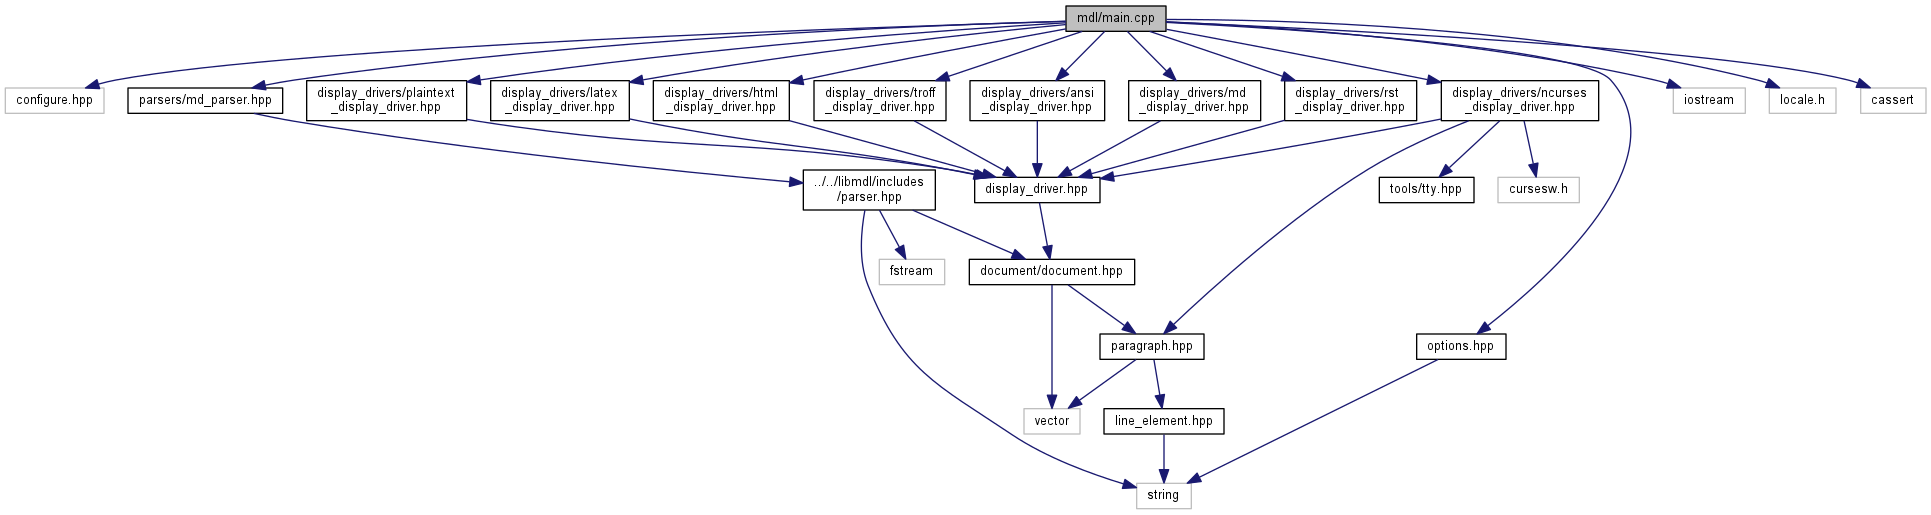 mdl/main.cpp
configure.hpp
parsers/md_parser.hpp
display_drivers/plaintext
_display_driver.hpp
display_drivers/latex
_display_driver.hpp
display_drivers/html
_display_driver.hpp
display_drivers/troff
_display_driver.hpp
display_drivers/ansi
_display_driver.hpp
display_drivers/md
_display_driver.hpp
display_drivers/rst
_display_driver.hpp
display_drivers/ncurses
_display_driver.hpp
iostream
locale.h
cassert
../../libmdl/includes
/parser.hpp
display_driver.hpp
tools/tty.hpp
cursesw.h
fstream
document/document.hpp
paragraph.hpp
options.hpp
vector
line_element.hpp
string